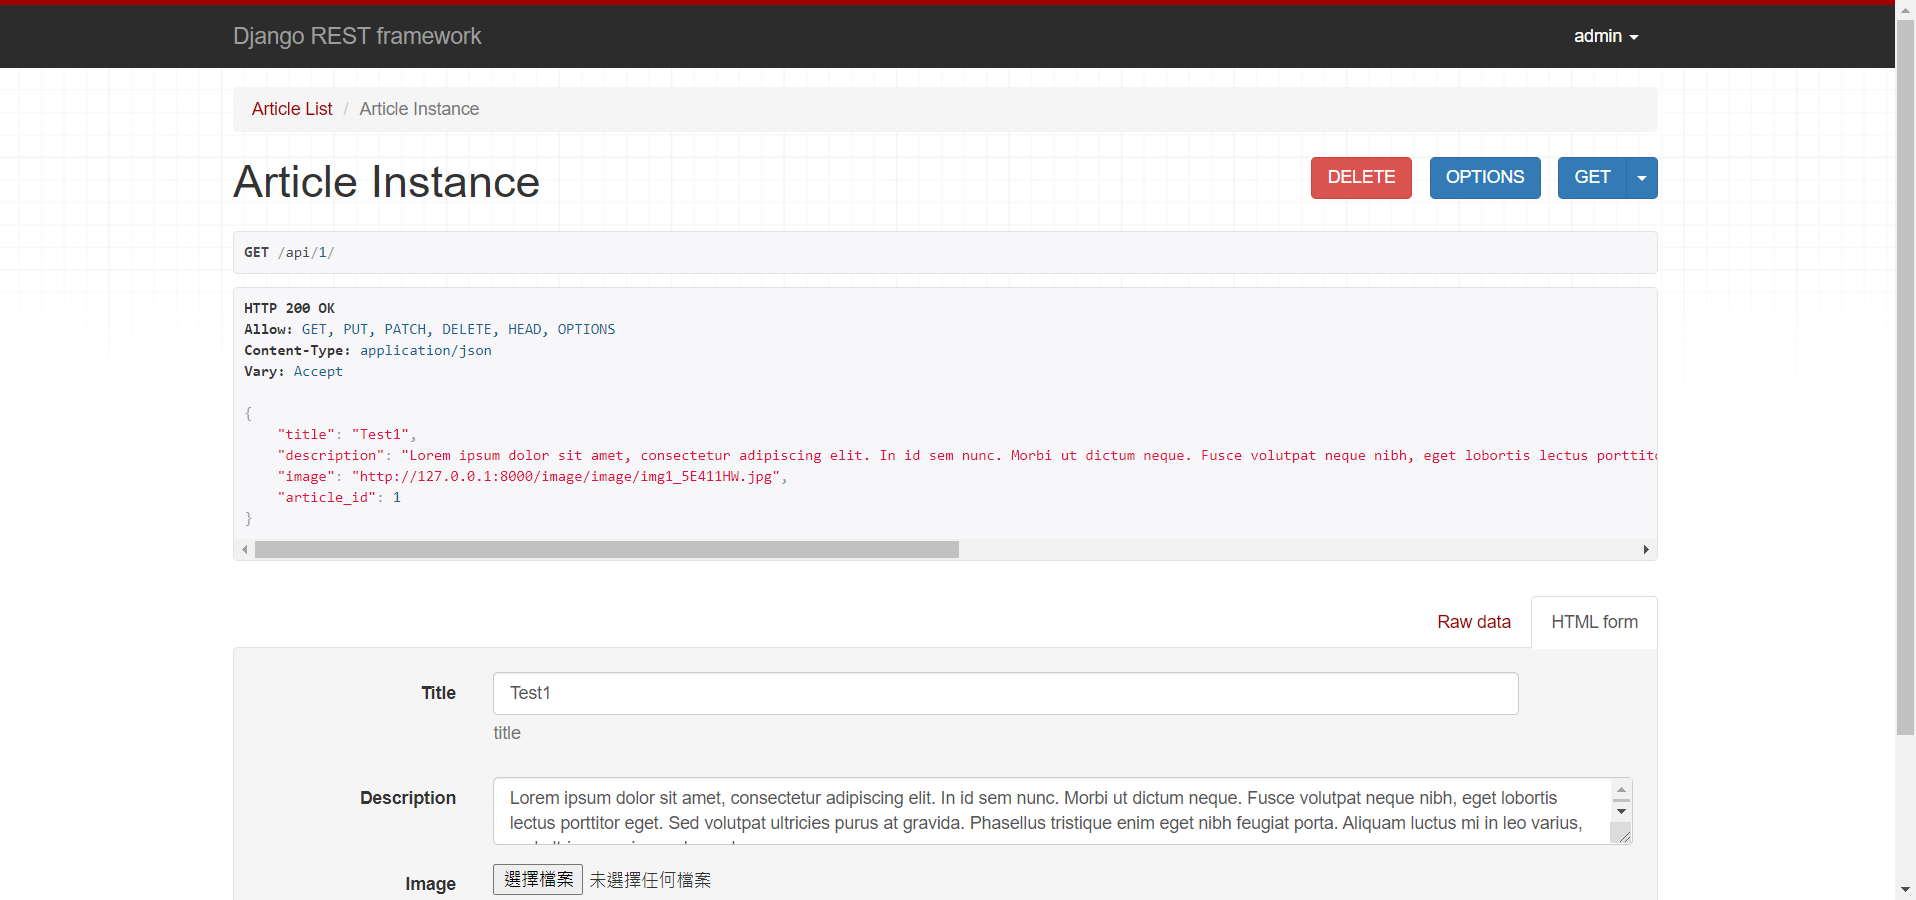 Django REST framework
admin
Article List / Article Instance
Article Instance
DELETE
OPTIONS
GET
GET /api/1/
HTTP 200 OK
Allow: GET, PUT, PATCH, DELETE, HEAD, OPTIONS
Content-Type: application/json
Vary: Accept
{
"title": "Test1",
"description": "Lorem ipsum dolor sit amet, consectetur adipiscing elit. In id sem nunc. Morbi ut dictum neque. Fusce volutpat neque nibh, eget lobortis lectus
"image": "http://127.0.0.1:8000/image/image/img1_5E411HW.jpg",
"article_id": 1
}
Raw data
HTML form
Title
Test1
title
Description
Lorem ipsum dolor sit amet, consectetur adipiscing elit. In id sem nunc. Morbi ut dictum neque. Fusce volutpat neque nibh, eget lobortis
lectus porttitor eget. Sed volutpat ultricies purus at gravida. Phasellus tristique enim eget nibh feugiat porta. Aliquam luctus mi in leo varius,
Image
選擇檔案 未選擇任何檔案